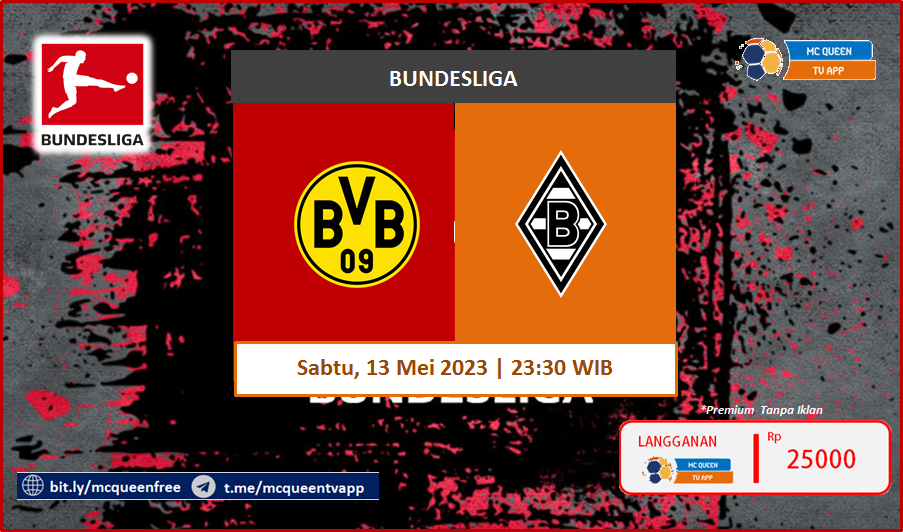 BUNDESLIGA
BUNDESLIGA
MC QUEEN
TV APP
BVB
09
B
Sabtu, 13 Mei 2023 | 23:30 WIB
BUNDESLIGA
*Premium Tanpa Iklan
LANGGANAN
Rp
25000
MC QUEEN
TV APP
bit.ly/mcqueenfree
t.me/mcqueentvapp